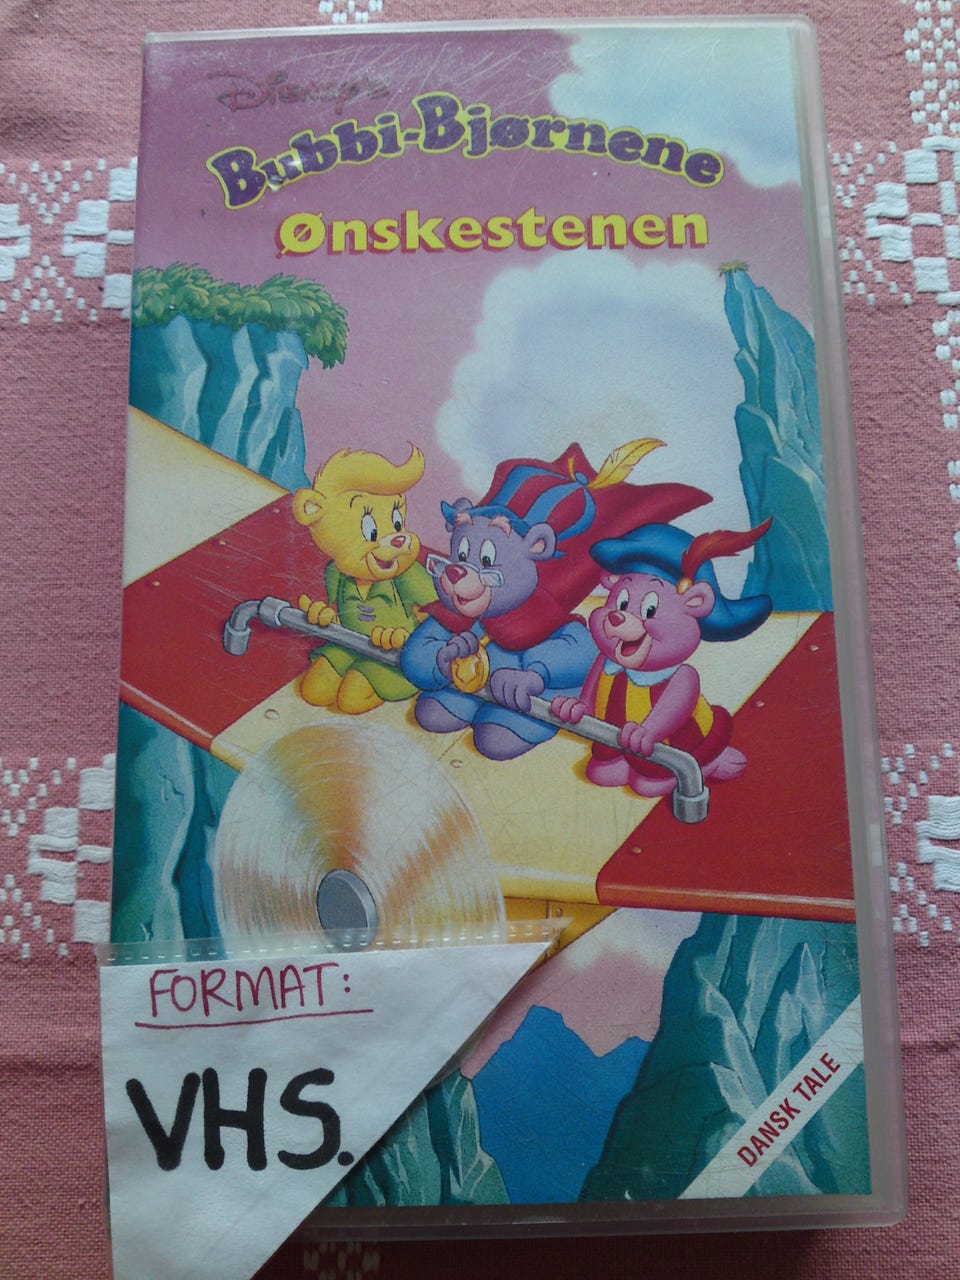 Disney's
Bubbi-Bjørnene
Ønskestenen
FORMAT:
VHS.
DANSK TALE